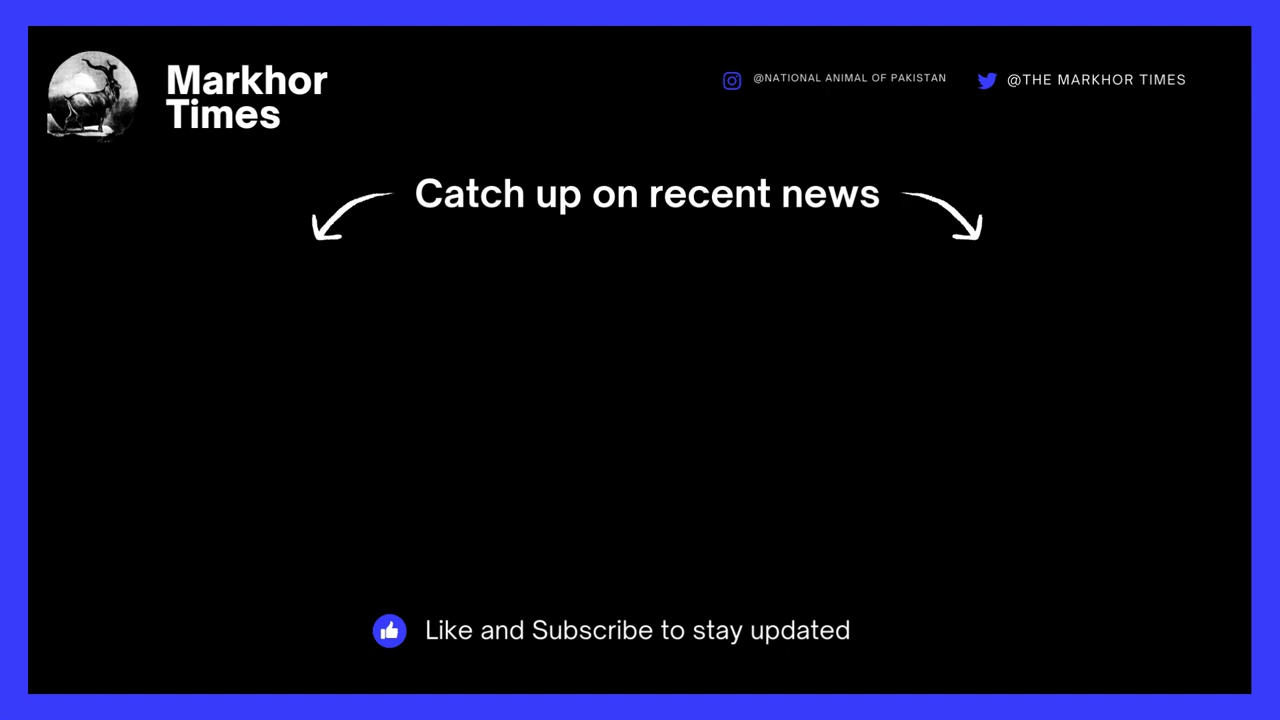 Markhor
Times
@NATIONAL ANIMAL OF PAKISTAN
@THE MARKHOR TIMES
Catch up on recent news
Like and Subscribe to stay updated